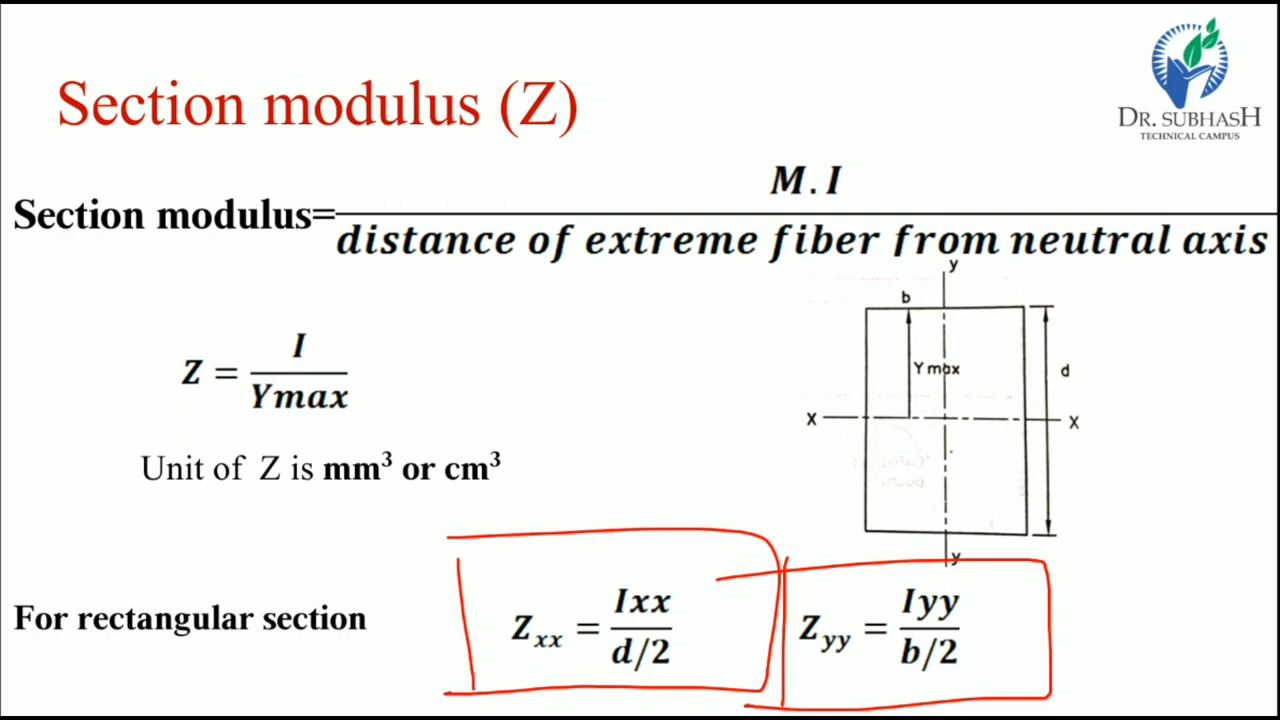 Section modulus (Z)
DR. SUBHASH
TECHNICAL CAMPUS
Section modulus= M.I / distance of extreme fiber from neutral axis
y
b
Y max
d
X
X
y
Z = I / Ymax
Unit of Z is mm³ or cm³
For rectangular section
Zxx = Ixx / d/2
Zyy = Iyy / b/2